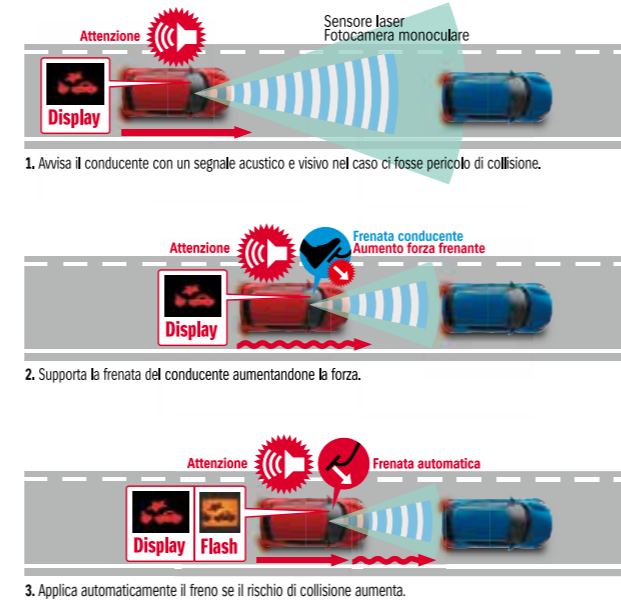 Sensore laser
Attenzione
Fotocamera monoculare
Display
1. Avvisa il conducente con un segnale acustico e visivo nel caso ci fosse pericolo di collisione.
Frenata conducente
Attenzione
Aumento forza frenante
Display
2. Supporta la frenata del conducente aumentandone la forza.
Attenzione
Frenata automatica
Display Flash
3. Applica automaticamente il freno se il rischio di collisione aumenta.